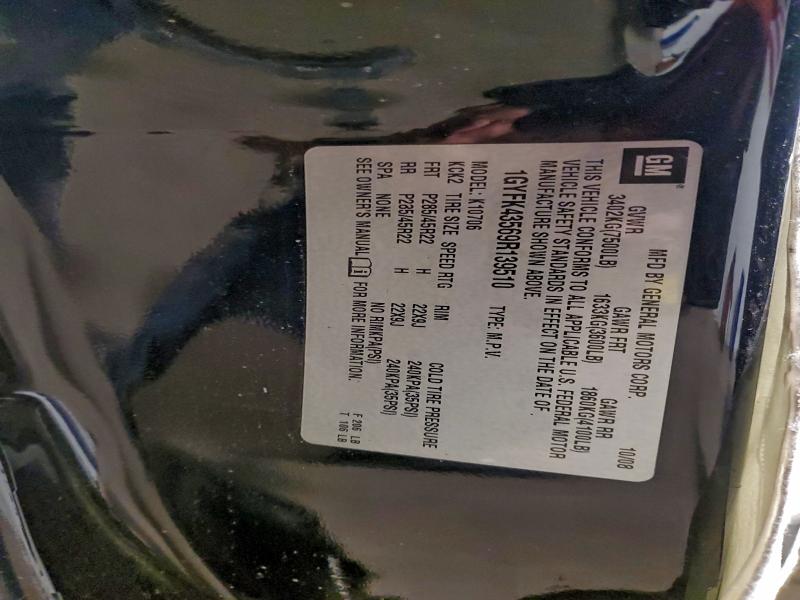 GM
MFD BY GENERAL MOTORS CORP. 10/08
GVWR GAWR FRT GAWR RR
3402KG(7500LB) 1633KG(3600LB) 1860KG(4100LB)
THIS VEHICLE CONFORMS TO ALL APPLICABLE U.S. FEDERAL MOTOR
VEHICLE SAFETY STANDARDS IN EFFECT ON THE DATE OF
MANUFACTURE SHOWN ABOVE.
1GYFK43569R139510 TYPE: M.P.V.
MODEL: K10706
KCK2 TIRE SIZE SPEED RTG RIM COLD TIRE PRESSURE
FRT P285/45R22 H 22X9J 240KPA(35PSI)
RR P285/45R22 H 22X9J 240KPA(35PSI)
SPA NONE NO RIMKPA(PSI)
SEE OWNER'S MANUAL FOR MORE INFORMATION. F 206 LB
T 106 LB